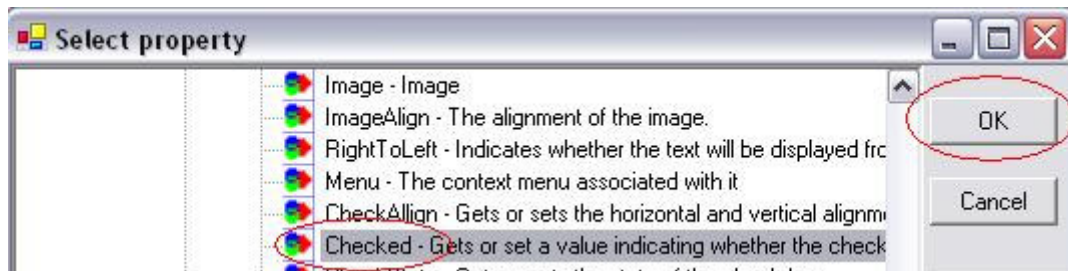 Select property
Image - Image
ImageAlign - The alignment of the image.
RightToLeft - Indicates whether the text will be displayed frc
Menu - The context menu associated with it
CheckAllign - Gets or sets the horizontal and vertical alignm
Checked - Gets or set a value indicating whether the check
OK
Cancel